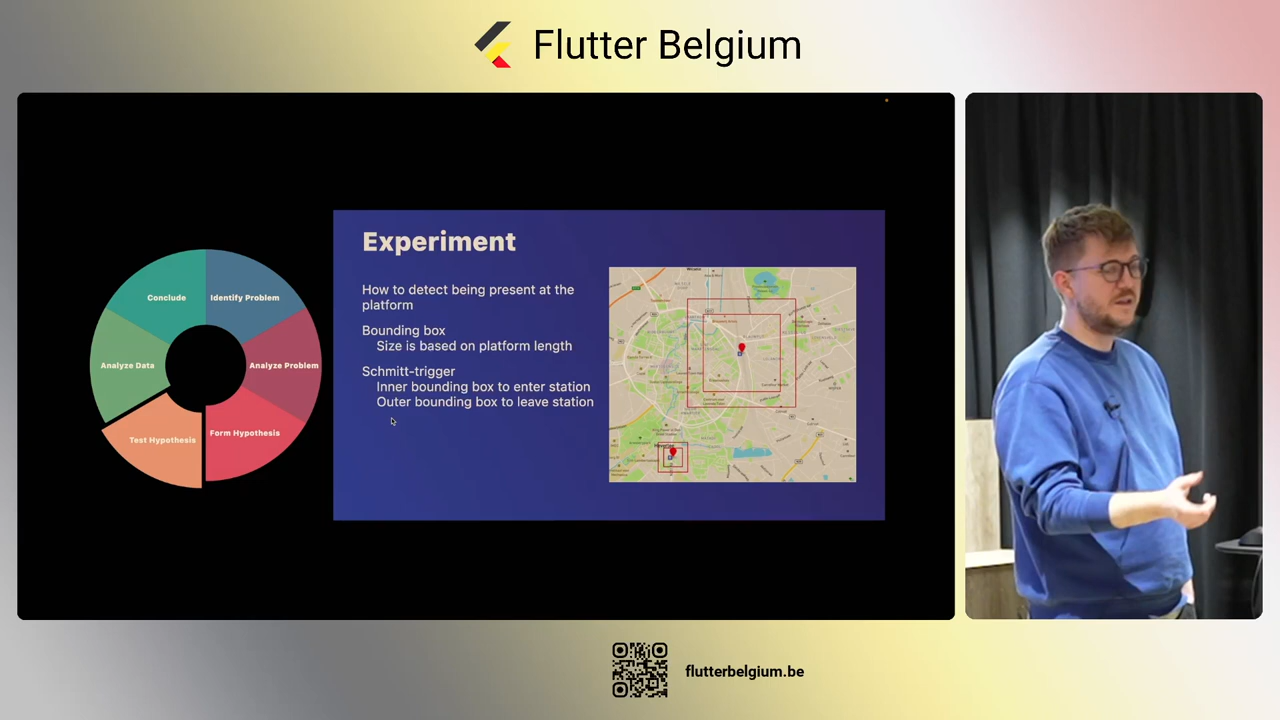 Flutter Belgium
Conclude
Identify Problem
Analyze Data
Analyze Problem
Test Hypothesis
Form Hypothesis
Experiment
How to detect being present at the
platform
Bounding box
Size is based on platform length
Schmitt-trigger
Inner bounding box to enter station
Outer bounding box to leave station
flutterbelgium.be